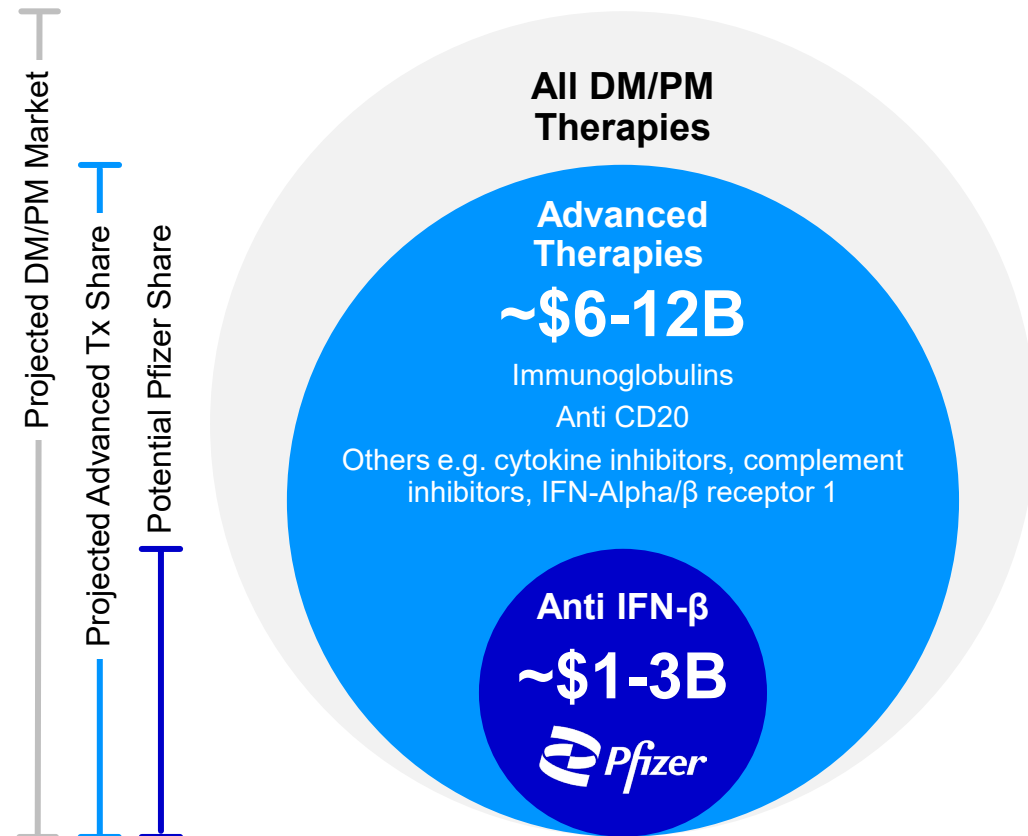 Projected DM/PM Market
Projected Advanced Tx Share
Potential Pfizer Share
All DM/PM
Therapies
Advanced
Therapies
~$6-12B
Immunoglobulins
Anti CD20
Others e.g. cytokine inhibitors, complement
inhibitors, IFN-Alpha/β receptor 1
Anti IFN-β
~$1-3B
Pfizer